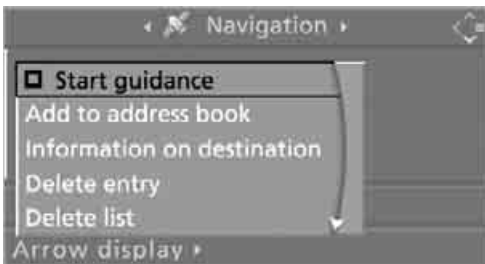 Navigation
Start guidance
Add to address book
Information on destination
Delete entry
Delete list
Arrow display